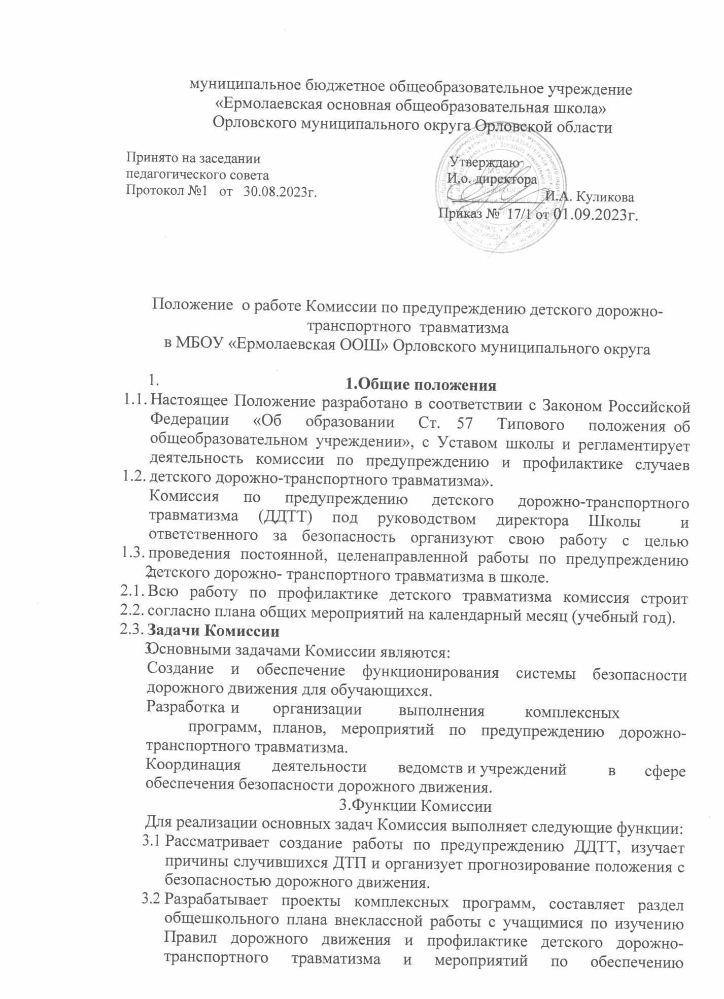 муниципальное бюджетное общеобразовательное учреждение
«Ермолаевская основная общеобразовательная школа»
Орловского муниципального округа Орловской области
Принято на заседании
педагогического совета
Протокол №1 от 30.08.2023г.
Утверждаю
И.о. директора
И.А. Куликова
Приказ № 17/1 от 01.09.2023г.
МБОУ
Орловского
муниципального
округа
Положение о работе Комиссии по предупреждению детского дорожно-
транспортного травматизма
в МБОУ «Ермолаевская ООШ» Орловского муниципального округа
1. 1.Общие положения
1.1. Настоящее Положение разработано в соответствии с Законом Российской
Федерации «Об образовании Ст. 57 Типового положения об
общеобразовательном учреждении», с Уставом школы и регламентирует
деятельность комиссии по предупреждению и профилактике случаев
1.2. детского дорожно-транспортного травматизма».
Комиссия по предупреждению детского дорожно-транспортного
травматизма (ДДТТ) под руководством директора Школы и
ответственного за безопасность организуют свою работу с целью
1.3. проведения постоянной, целенаправленной работы по предупреждению
2. детского дорожно- транспортного травматизма в школе.
2.1. Всю работу по профилактике детского травматизма комиссия строит
2.2. согласно плана общих мероприятий на календарный месяц (учебный год).
2.3. Задачи Комиссии
3. Основными задачами Комиссии являются:
Создание и обеспечение функционирования системы безопасности
дорожного движения для обучающихся.
Разработка и организации выполнения комплексных
программ, планов, мероприятий по предупреждению дорожно-
транспортного травматизма.
Координация деятельности ведомств и учреждений в сфере
обеспечения безопасности дорожного движения.
3.Функции Комиссии
Для реализации основных задач Комиссия выполняет следующие функции:
3.1 Рассматривает создание работы по предупреждению ДДТТ, изучает
причины случившихся ДТП и организует прогнозирование положения с
безопасностью дорожного движения.
3.2 Разрабатывает проекты комплексных программ, составляет раздел
общешкольного плана внеклассной работы с учащимися по изучению
Правил дорожного движения и профилактике детского дорожно-
транспортного травматизма и мероприятий по обеспечению